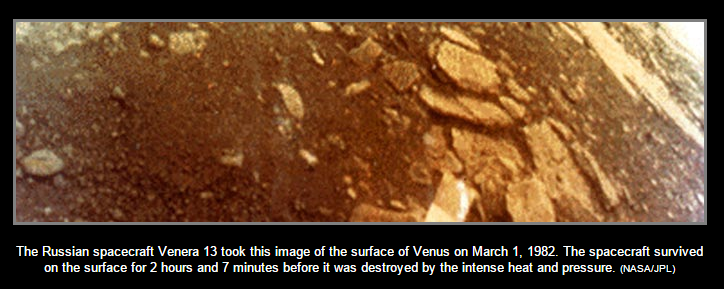 The Russian spacecraft Venera 13 took this image of the surface of Venus on March 1, 1982. The spacecraft survived
on the surface for 2 hours and 7 minutes before it was destroyed by the intense heat and pressure. (NASA/JPL)